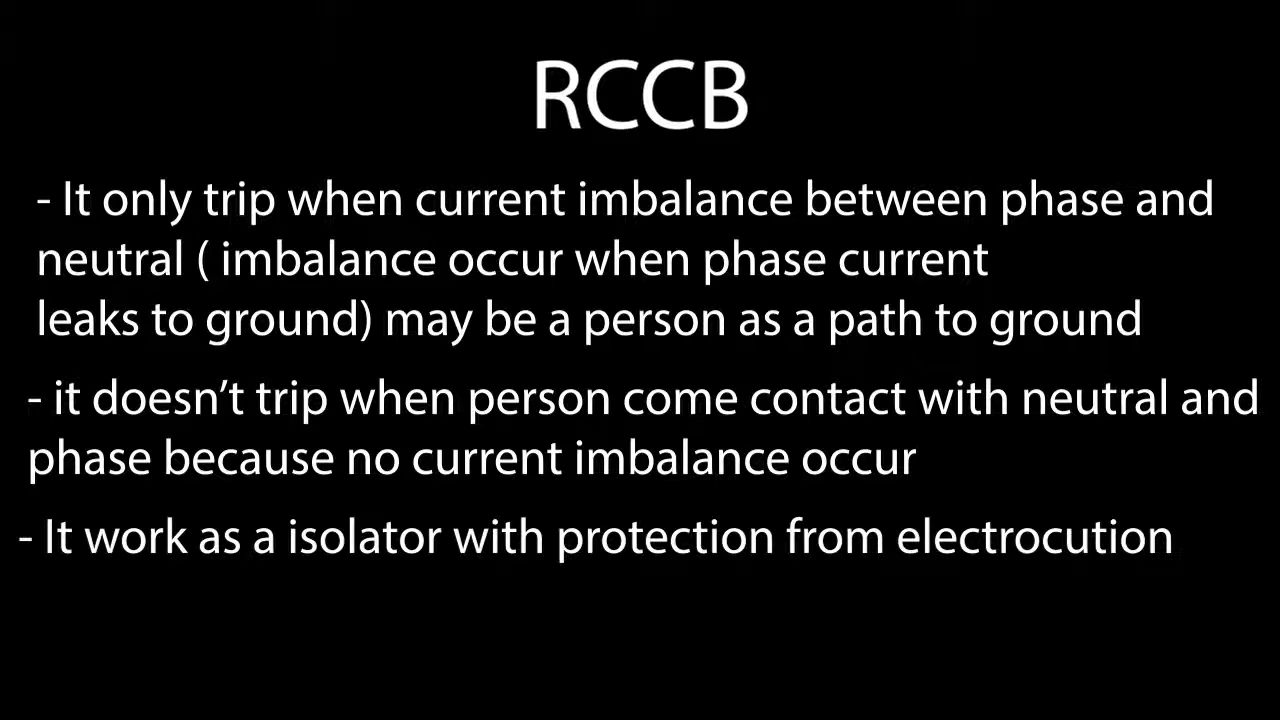 RCCB
- It only trip when current imbalance between phase and
neutral ( imbalance occur when phase current
leaks to ground) may be a person as a path to ground
- it doesn’t trip when person come contact with neutral and
phase because no current imbalance occur
- It work as a isolator with protection from electrocution